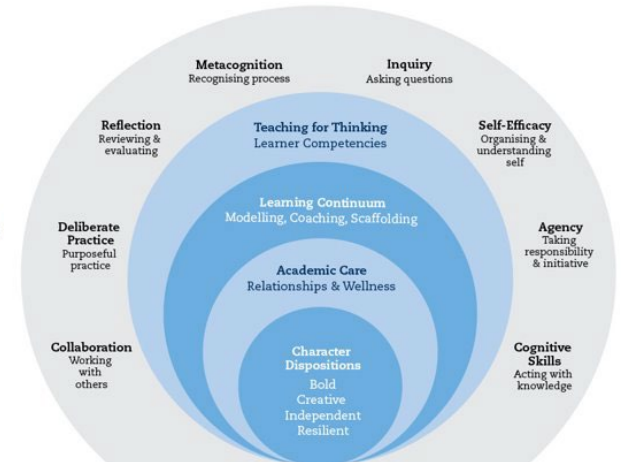 Metacognition
Recognising process
Inquiry
Asking questions
Reflection
Reviewing &
evaluating
Teaching for Thinking
Learner Competencies
Self-Efficacy
Organising &
understanding
self
Learning Continuum
Modelling, Coaching, Scaffolding
Deliberate
Practice
Purposeful
practice
Agency
Taking
responsibility
& initiative
Academic Care
Relationships & Wellness
Collaboration
Working
with
others
Character
Dispositions
Bold
Creative
Independent
Resilient
Cognitive
Skills
Acting with
knowledge